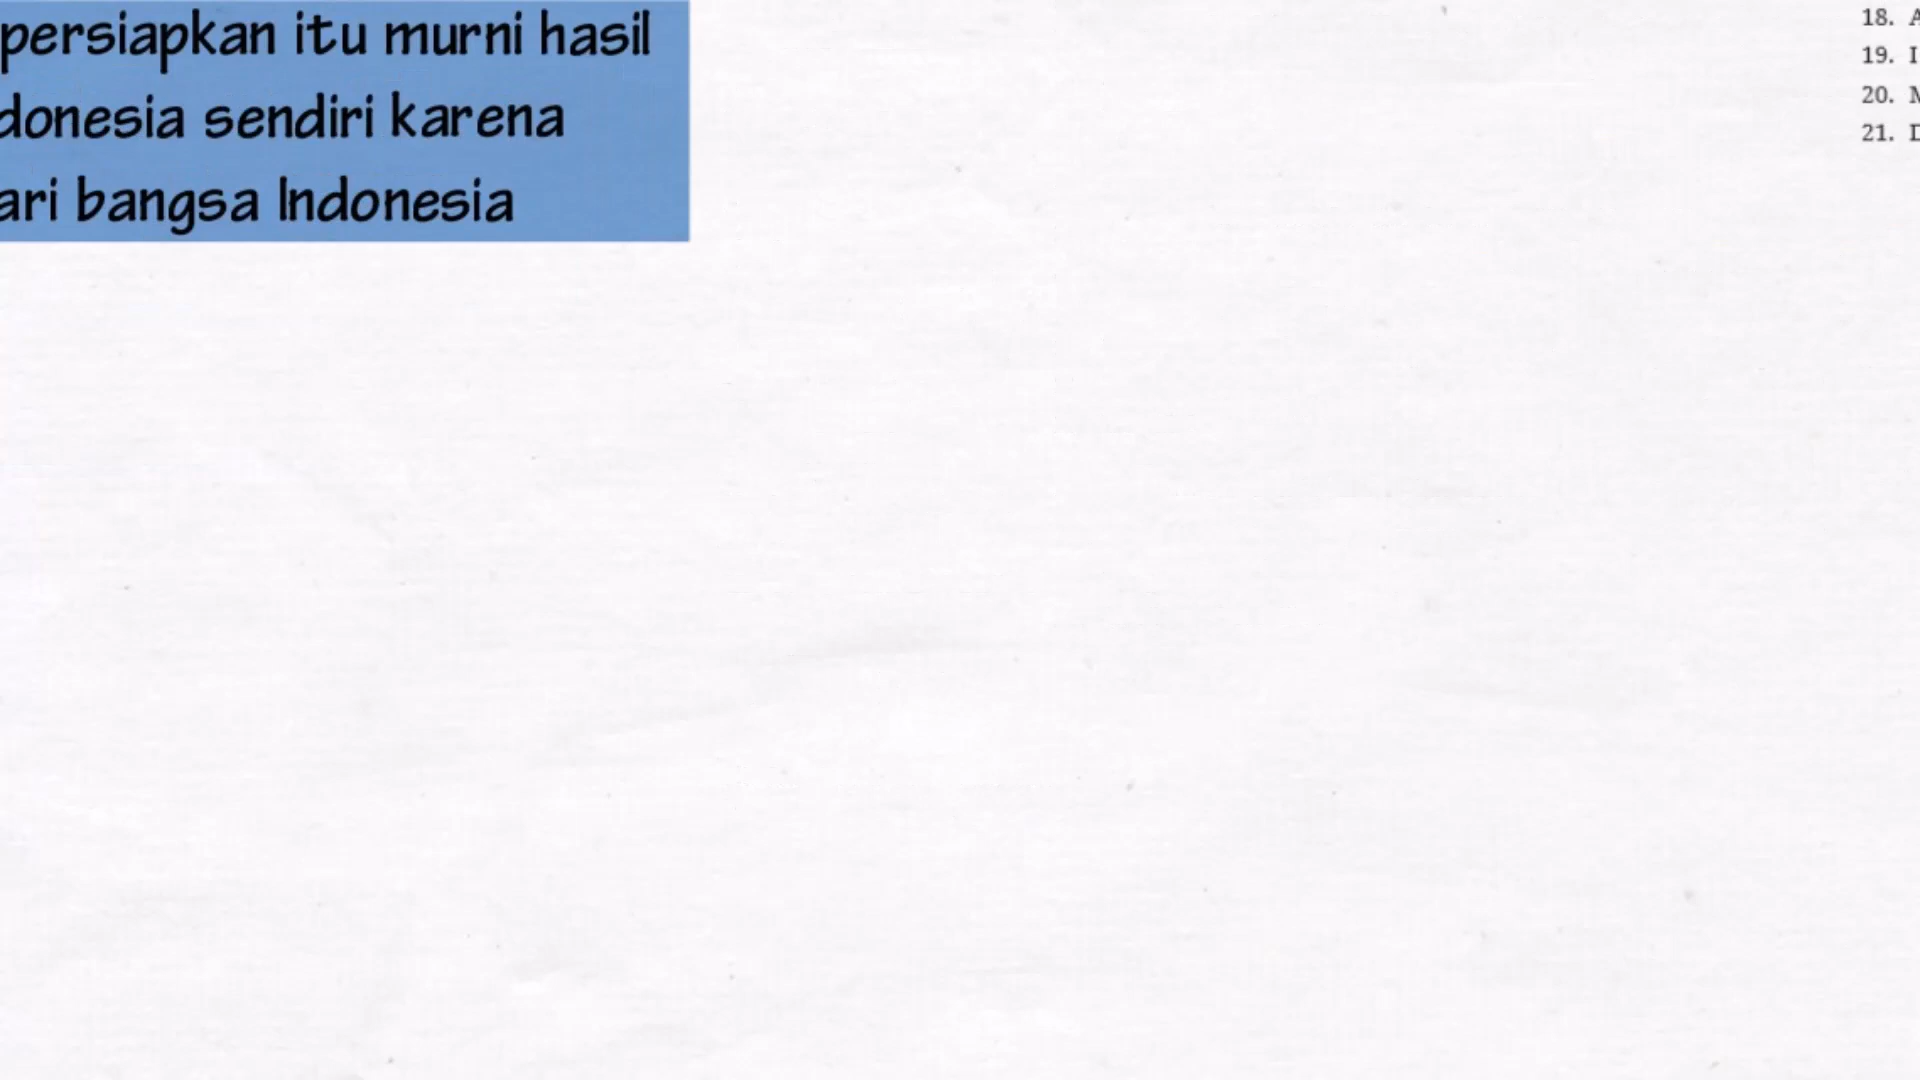 persiapkan itu murni hasil
donesia sendiri karena
ari bangsa Indonesia
18. A
19. I
20. M
21. D